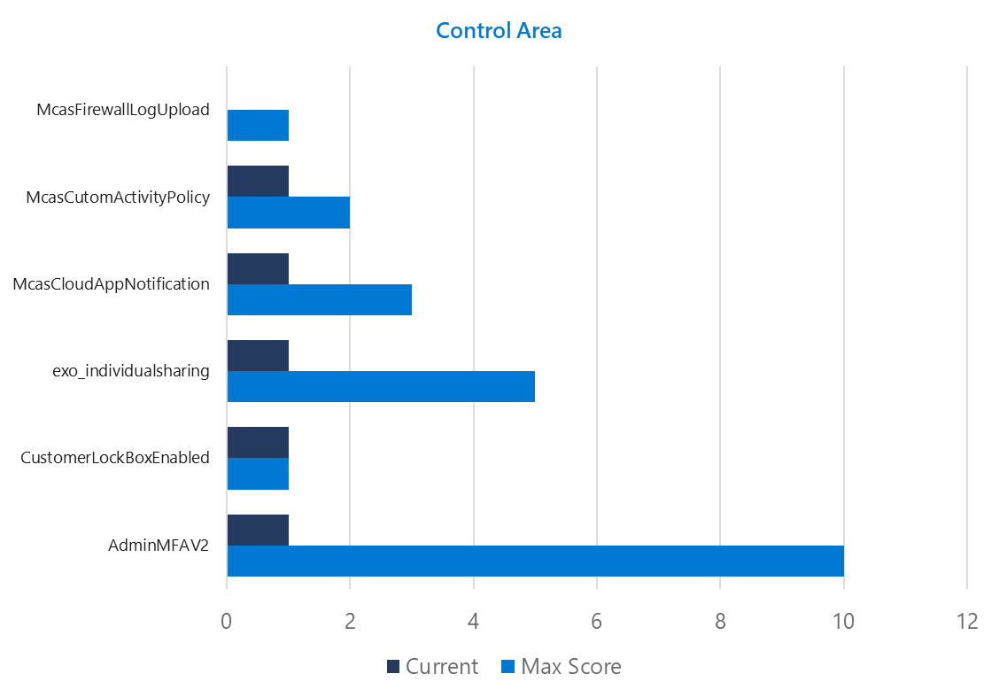 Control Area
McasFirewallLogUpload
McasCutomActivityPolicy
McasCloudAppNotification
exo_individualsharing
CustomerLockBoxEnabled
AdminMFAV2
0 2 4 6 8 10 12
Current Max Score